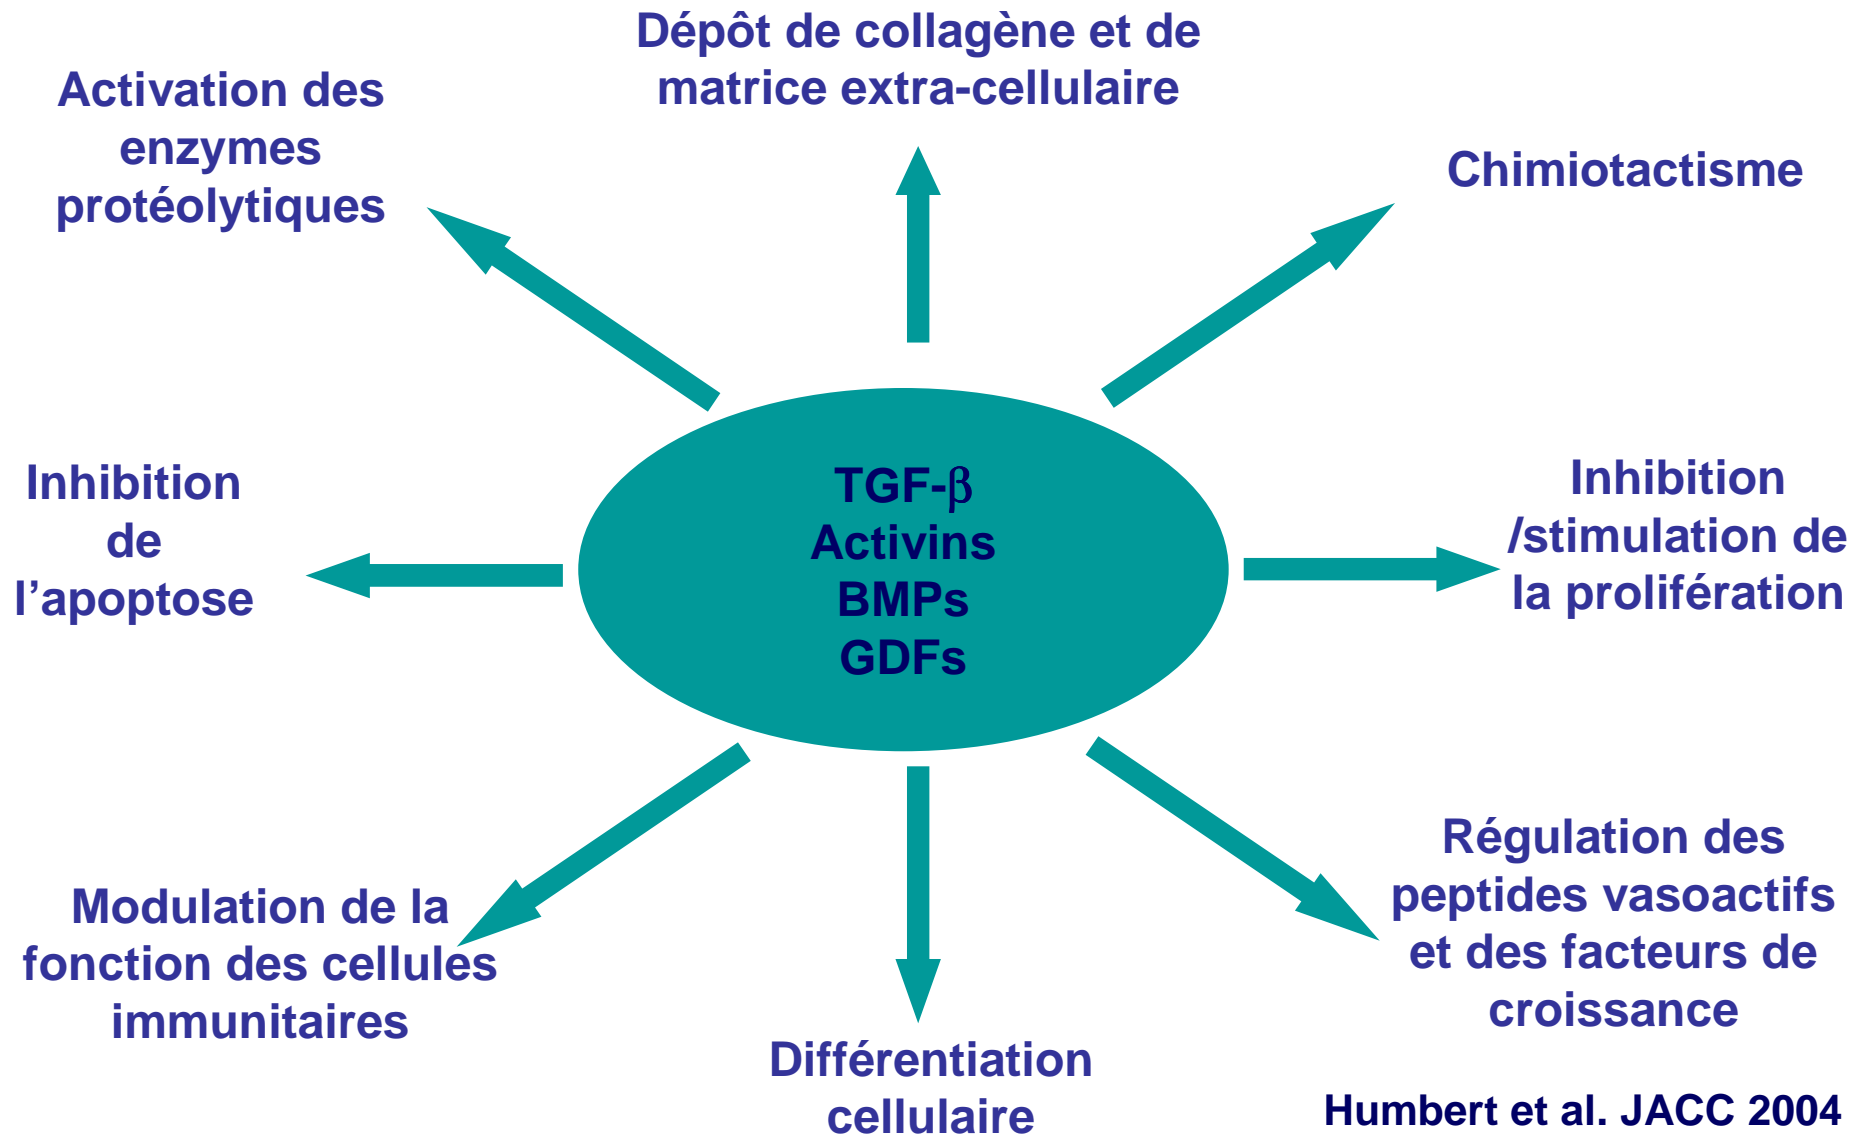 Dépôt de collagène et de
matrice extra-cellulaire
Activation des
enzymes
protéolytiques
Chimiotactisme
Inhibition
de
l’apoptose
TGF-β
Activins
BMPs
GDFs
Inhibition
/stimulation de
la prolifération
Modulation de la
fonction des cellules
immunitaires
Régulation des
peptides vasoactifs
et des facteurs de
croissance
Différentiation
cellulaire
Humbert et al. JACC 2004